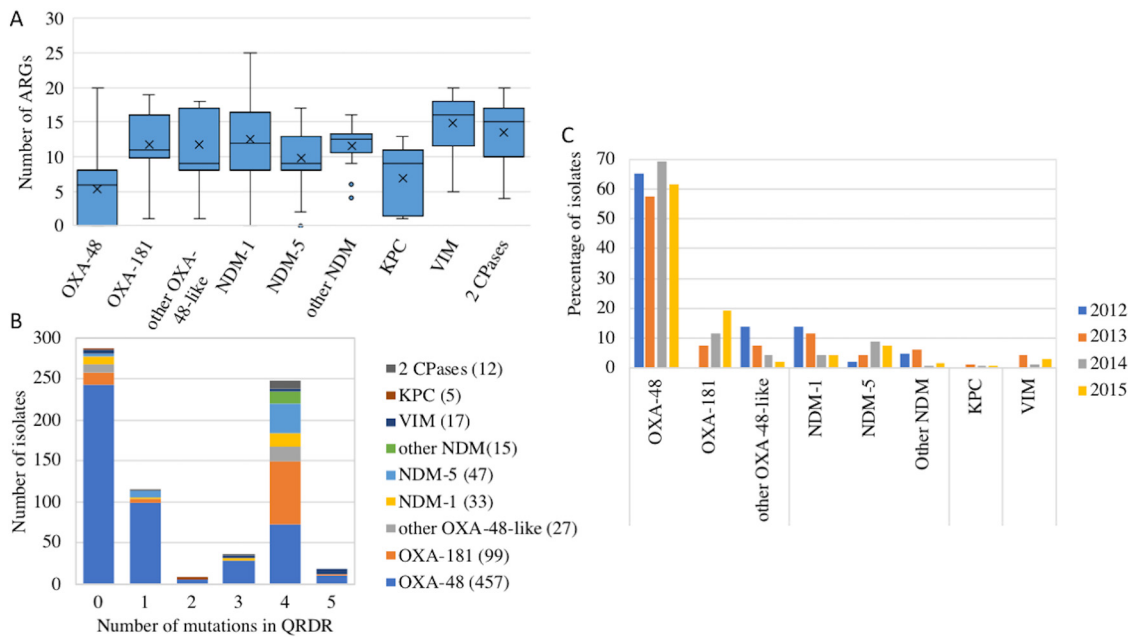 A
Number of ARGs
30
25
20
15
10
5
0
OXA-48
OXA-181
other OXA-
48-like
NDM-1
NDM-5
other NDM
KPC
VIM
2 CPases
B
Number of isolates
300
250
200
150
100
50
0
0 1 2 3 4 5
Number of mutations in QRDR
2 CPases (12)
KPC (5)
VIM (17)
other NDM(15)
NDM-5 (47)
NDM-1 (33)
other OXA-48-like (27)
OXA-181 (99)
OXA-48 (457)
C
Percentage of isolates
70
60
50
40
30
20
10
0
OXA-48
OXA-181
other OXA-48-like
NDM-1
NDM-5
Other NDM
KPC
VIM
2012
2013
2014
2015